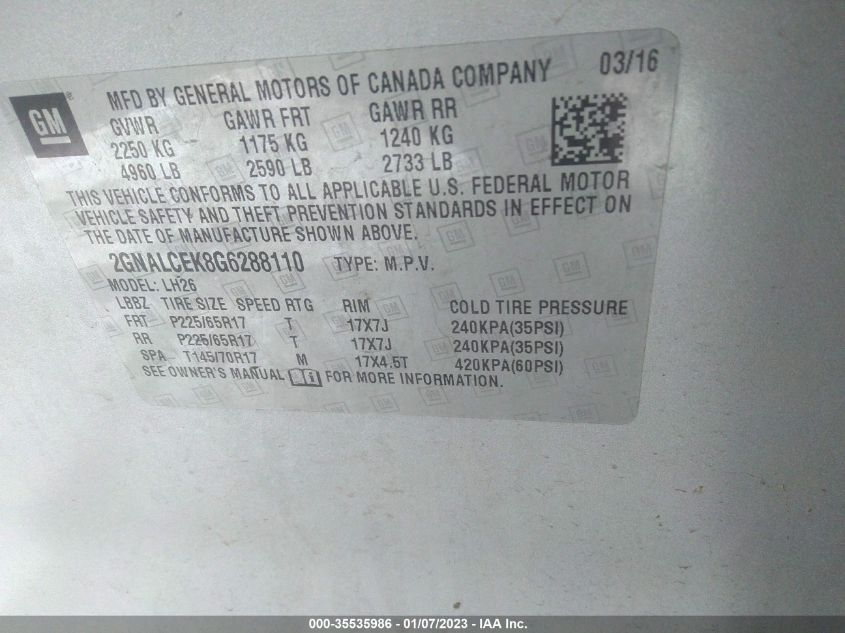 GM ®
MFD BY GENERAL MOTORS OF CANADA COMPANY 03/16
GVWR GAWR FRT GAWR RR
2250 KG 1175 KG 1240 KG
4960 LB 2590 LB 2733 LB
THIS VEHICLE CONFORMS TO ALL APPLICABLE U.S. FEDERAL MOTOR
VEHICLE SAFETY AND THEFT PREVENTION STANDARDS IN EFFECT ON
THE DATE OF MANUFACTURE SHOWN ABOVE.
2GNALCEK8G6288110 TYPE: M.P.V.
MODEL: LH26
LBBZ TIRE SIZE SPEED RTG RIM COLD TIRE PRESSURE
FRT P225/65R17 T 17X7J 240KPA(35PSI)
RR P225/65R17 T 17X7J 240KPA(35PSI)
SPA T145/70R17 M 17X4.5T 420KPA(60PSI)
SEE OWNER'S MANUAL FOR MORE INFORMATION.
000-35535986 - 01/07/2023 - IAA Inc.